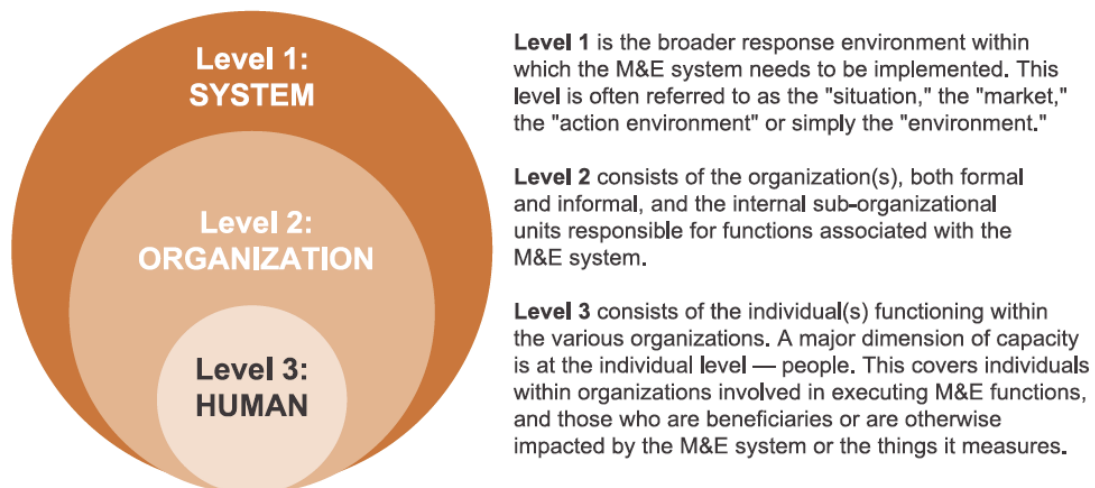 Level 1:
SYSTEM
Level 2:
ORGANIZATION
Level 3:
HUMAN
Level 1 is the broader response environment within
which the M&E system needs to be implemented. This
level is often referred to as the "situation," the "market,"
the "action environment" or simply the "environment."
Level 2 consists of the organization(s), both formal
and informal, and the internal sub-organizational
units responsible for functions associated with the
M&E system.
Level 3 consists of the individual(s) functioning within
the various organizations. A major dimension of capacity
is at the individual level — people. This covers individuals
within organizations involved in executing M&E functions,
and those who are beneficiaries or are otherwise
impacted by the M&E system or the things it measures.